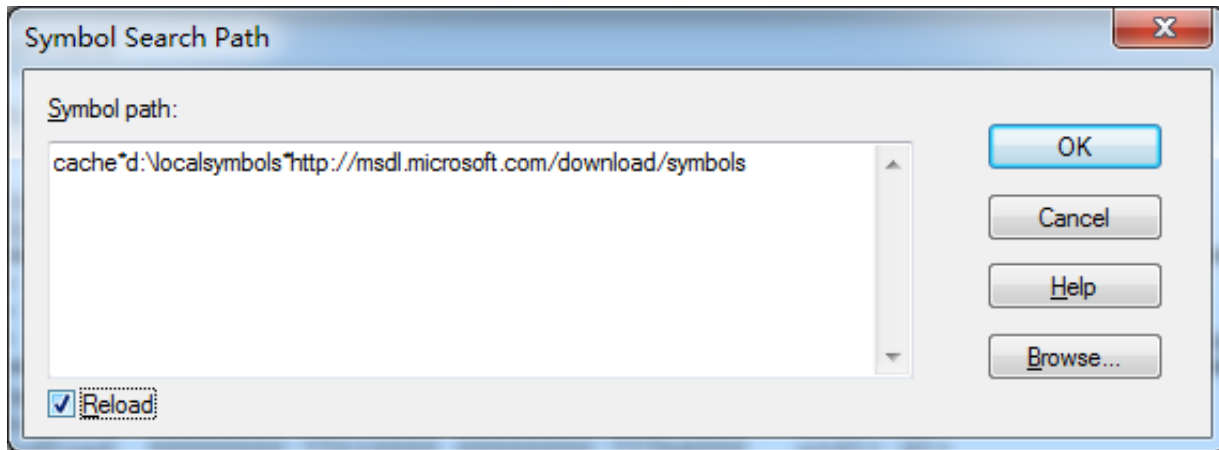 Symbol Search Path
Symbol path:
cache*d:\localsymbols*http://msdl.microsoft.com/download/symbols
OK
Cancel
Help
Browse...
Reload